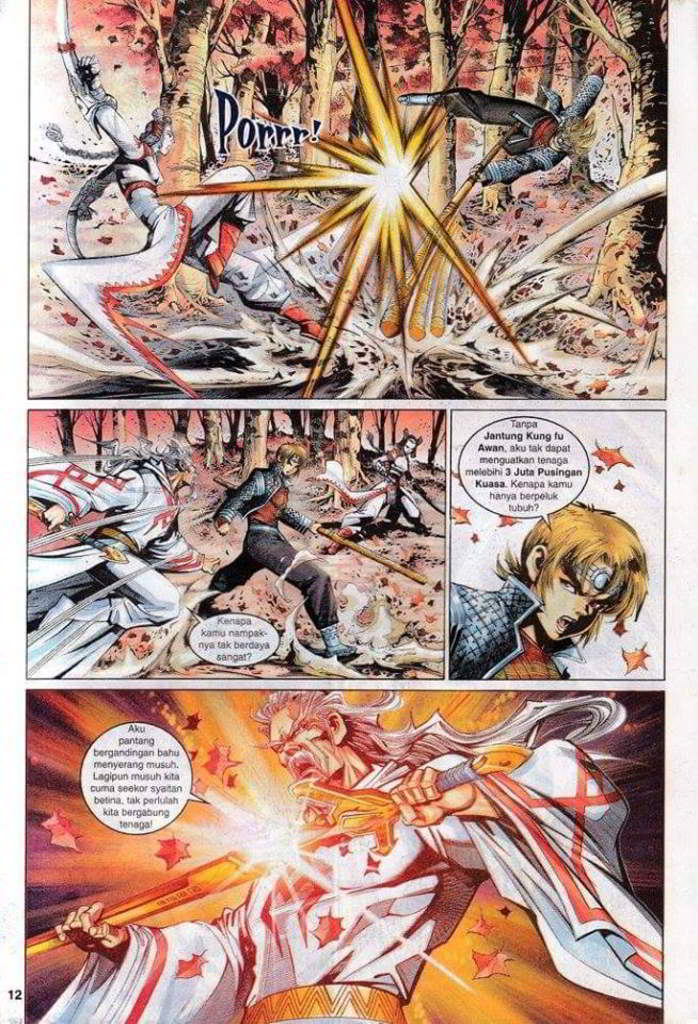 Porrr!
Kenapa
kamu nampak-
nya tak berdaya
sangat?
Tanpa
Jantung Kung fu
Awan, aku tak dapat
menguatkan tenaga
melebihi 3 Juta Pusingan
Kuasa. Kenapa kamu
hanya berpeluk
tubuh?
Aku
pantang
bergandingan bahu
menyerang musuh.
Lagipun musuh kita
cuma seekor syaitan
betina, tak perlulah
kita bergabung
tenaga!
12